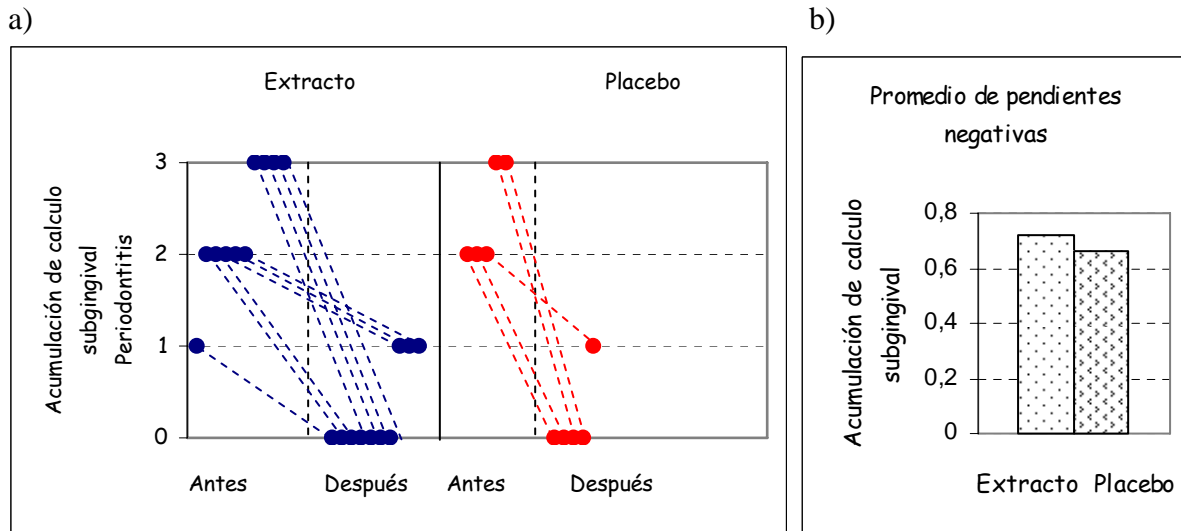 a)
Extracto Placebo
Acumulación de calculo
subgingival
Periodontitis
3
2
1
0
Antes Después Antes Después
b)
Promedio de pendientes
negativas
Acumulación de calculo
subgingival
0,8
0,6
0,4
0,2
0
Extracto Placebo